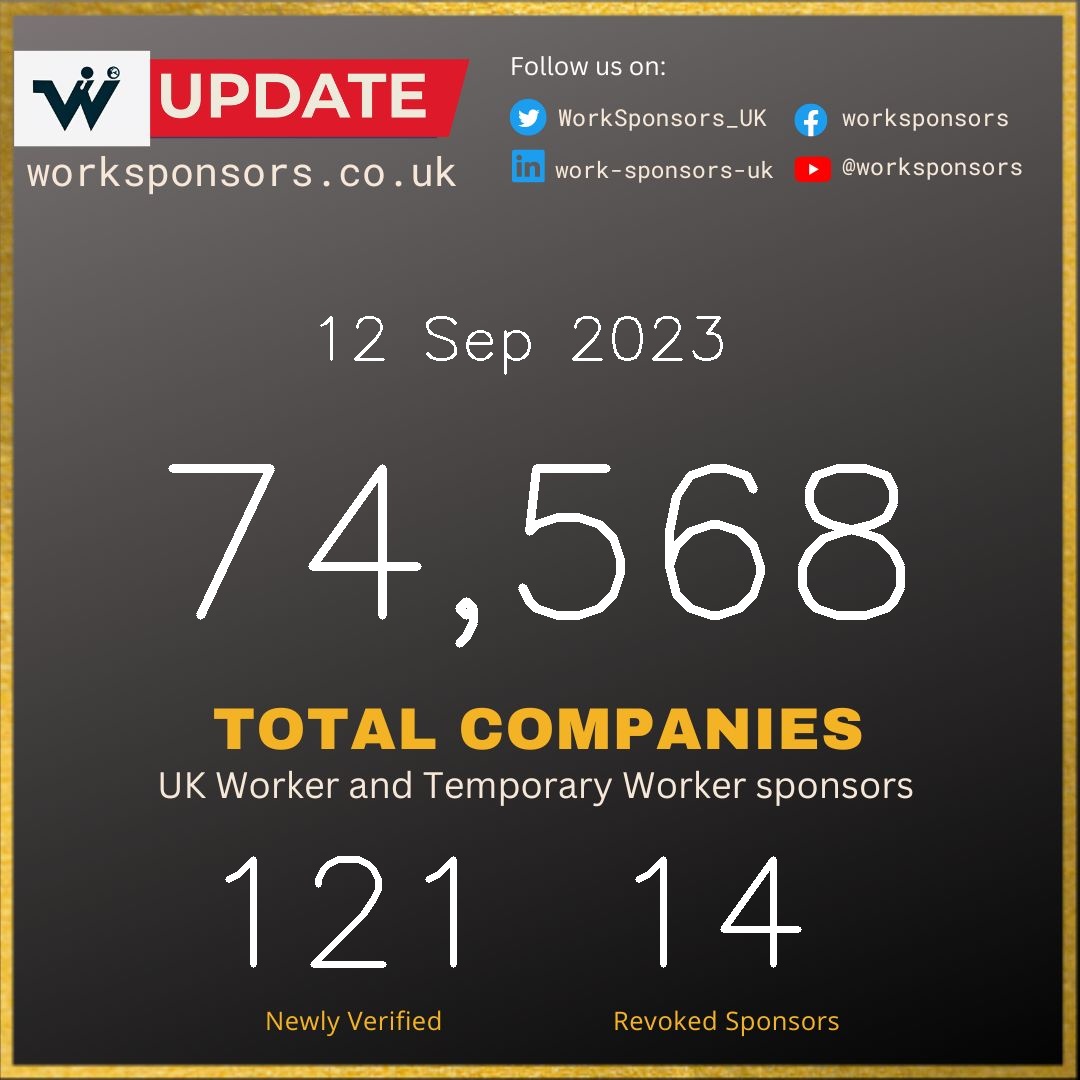 UPDATE
worksponsors.co.uk
Follow us on:
WorkSponsors_UK
worksponsors
work-sponsors-uk
@worksponsors
12 Sep 2023
74,568
TOTAL COMPANIES
UK Worker and Temporary Worker sponsors
121
14
Newly Verified
Revoked Sponsors